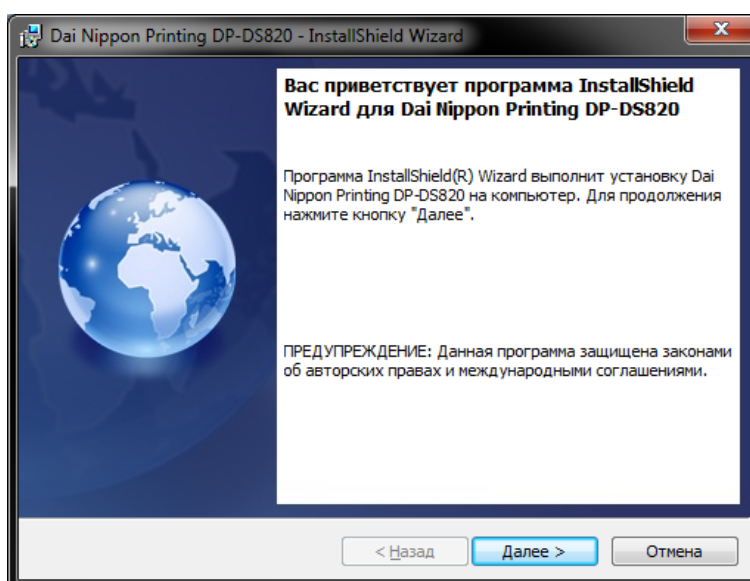 Dai Nippon Printing DP-DS820 - InstallShield Wizard
Вас приветствует программа InstallShield
Wizard для Dai Nippon Printing DP-DS820
Программа InstallShield(R) Wizard выполнит установку Dai
Nippon Printing DP-DS820 на компьютер. Для продолжения
нажмите кнопку "Далее".
ПРЕДУПРЕЖДЕНИЕ: Данная программа защищена законами
об авторских правах и международными соглашениями.
< Назад Далее > Отмена